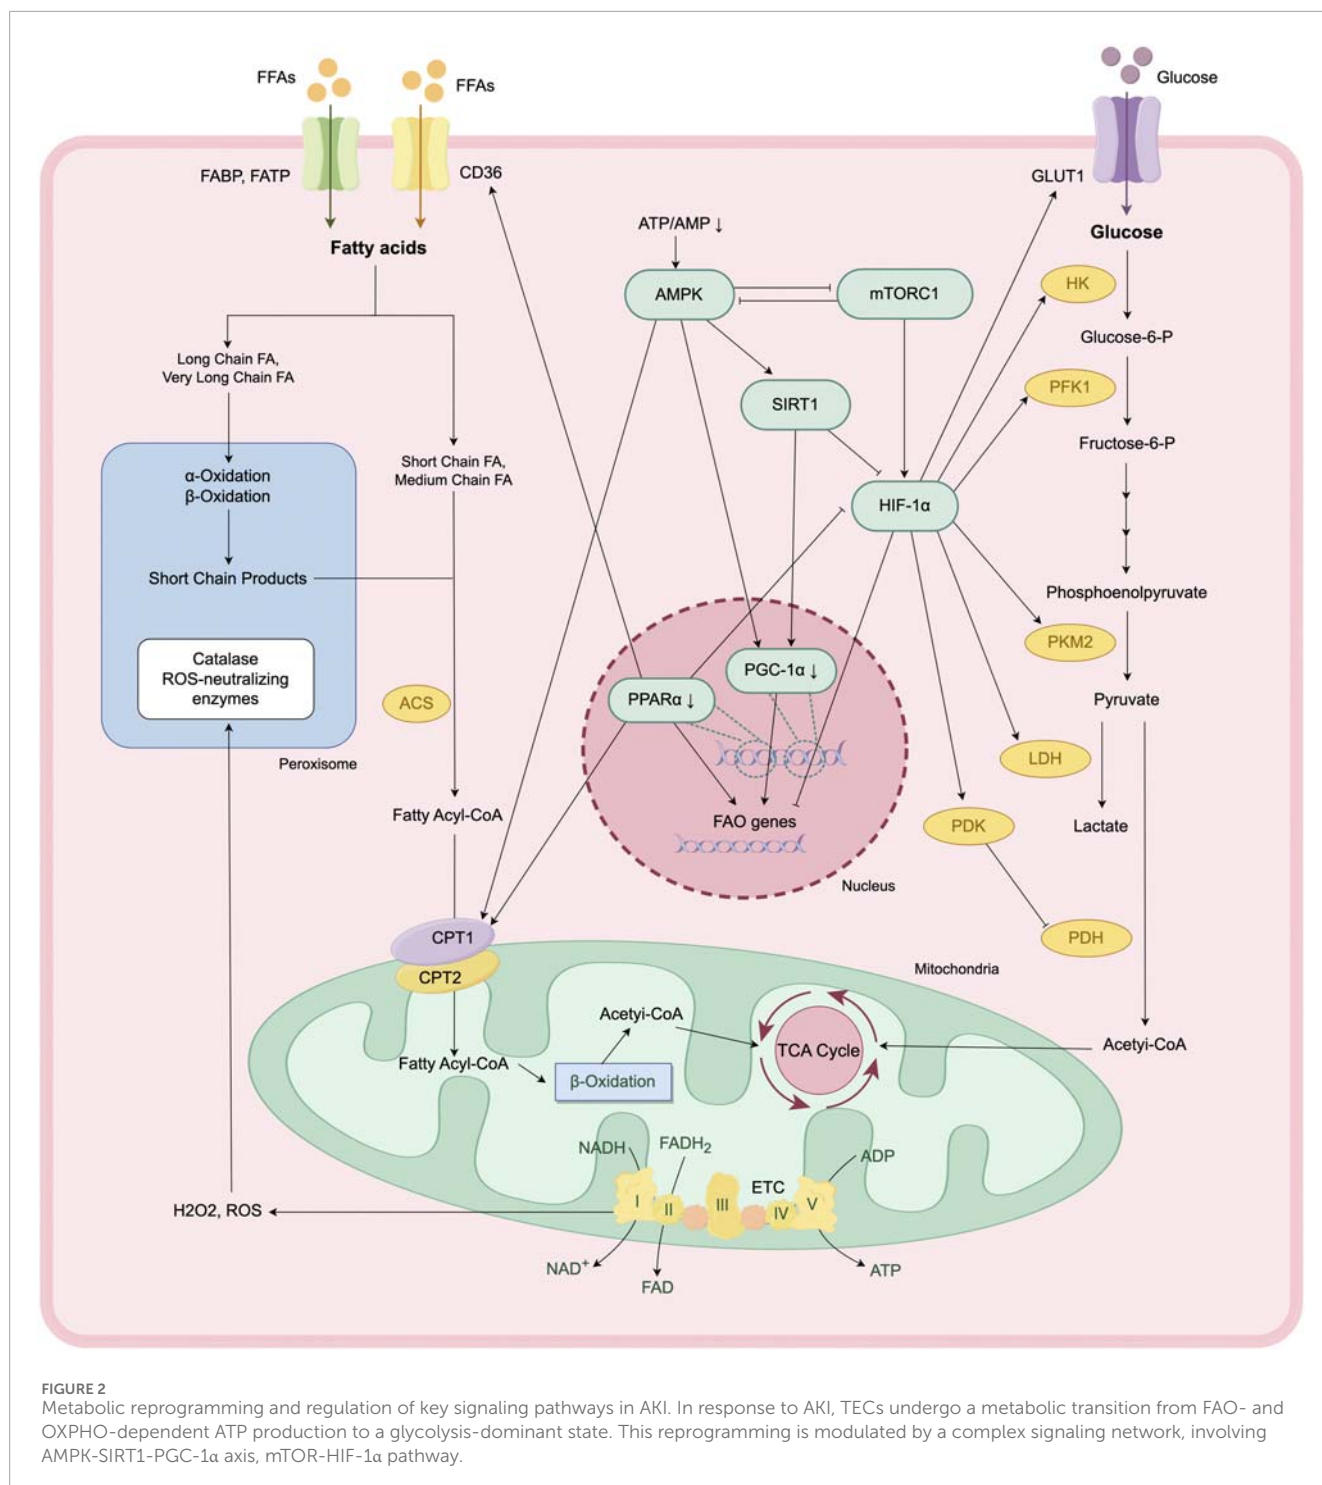 FFAs
FFAs
Glucose
FABP, FATP
CD36
GLUT1
Fatty acids
Glucose
ATP/AMP ↓
AMPK
mTORC1
HK
Glucose-6-P
Long Chain FA,
Very Long Chain FA
SIRT1
PFK1
Fructose-6-P
Short Chain FA,
Medium Chain FA
α-Oxidation
β-Oxidation
HIF-1α
Short Chain Products
Phosphoenolpyruvate
PKM2
Catalase
ROS-neutralizing
enzymes
PGC-1α ↓
PPARα ↓
ACS
Pyruvate
Peroxisome
LDH
Fatty Acyl-CoA
FAO genes
PDK
Lactate
Nucleus
CPT1
PDH
CPT2
Mitochondria
Acetyi-CoA
TCA Cycle
Acetyi-CoA
Fatty Acyl-CoA
β-Oxidation
NADH
FADH2
ADP
ETC
I
II
III
IV
V
H2O2, ROS
NAD+
FAD
ATP
FIGURE 2
Metabolic reprogramming and regulation of key signaling pathways in AKI. In response to AKI, TECs undergo a metabolic transition from FAO- and
OXPHO-dependent ATP production to a glycolysis-dominant state. This reprogramming is modulated by a complex signaling network, involving
AMPK-SIRT1-PGC-1α axis, mTOR-HIF-1α pathway.